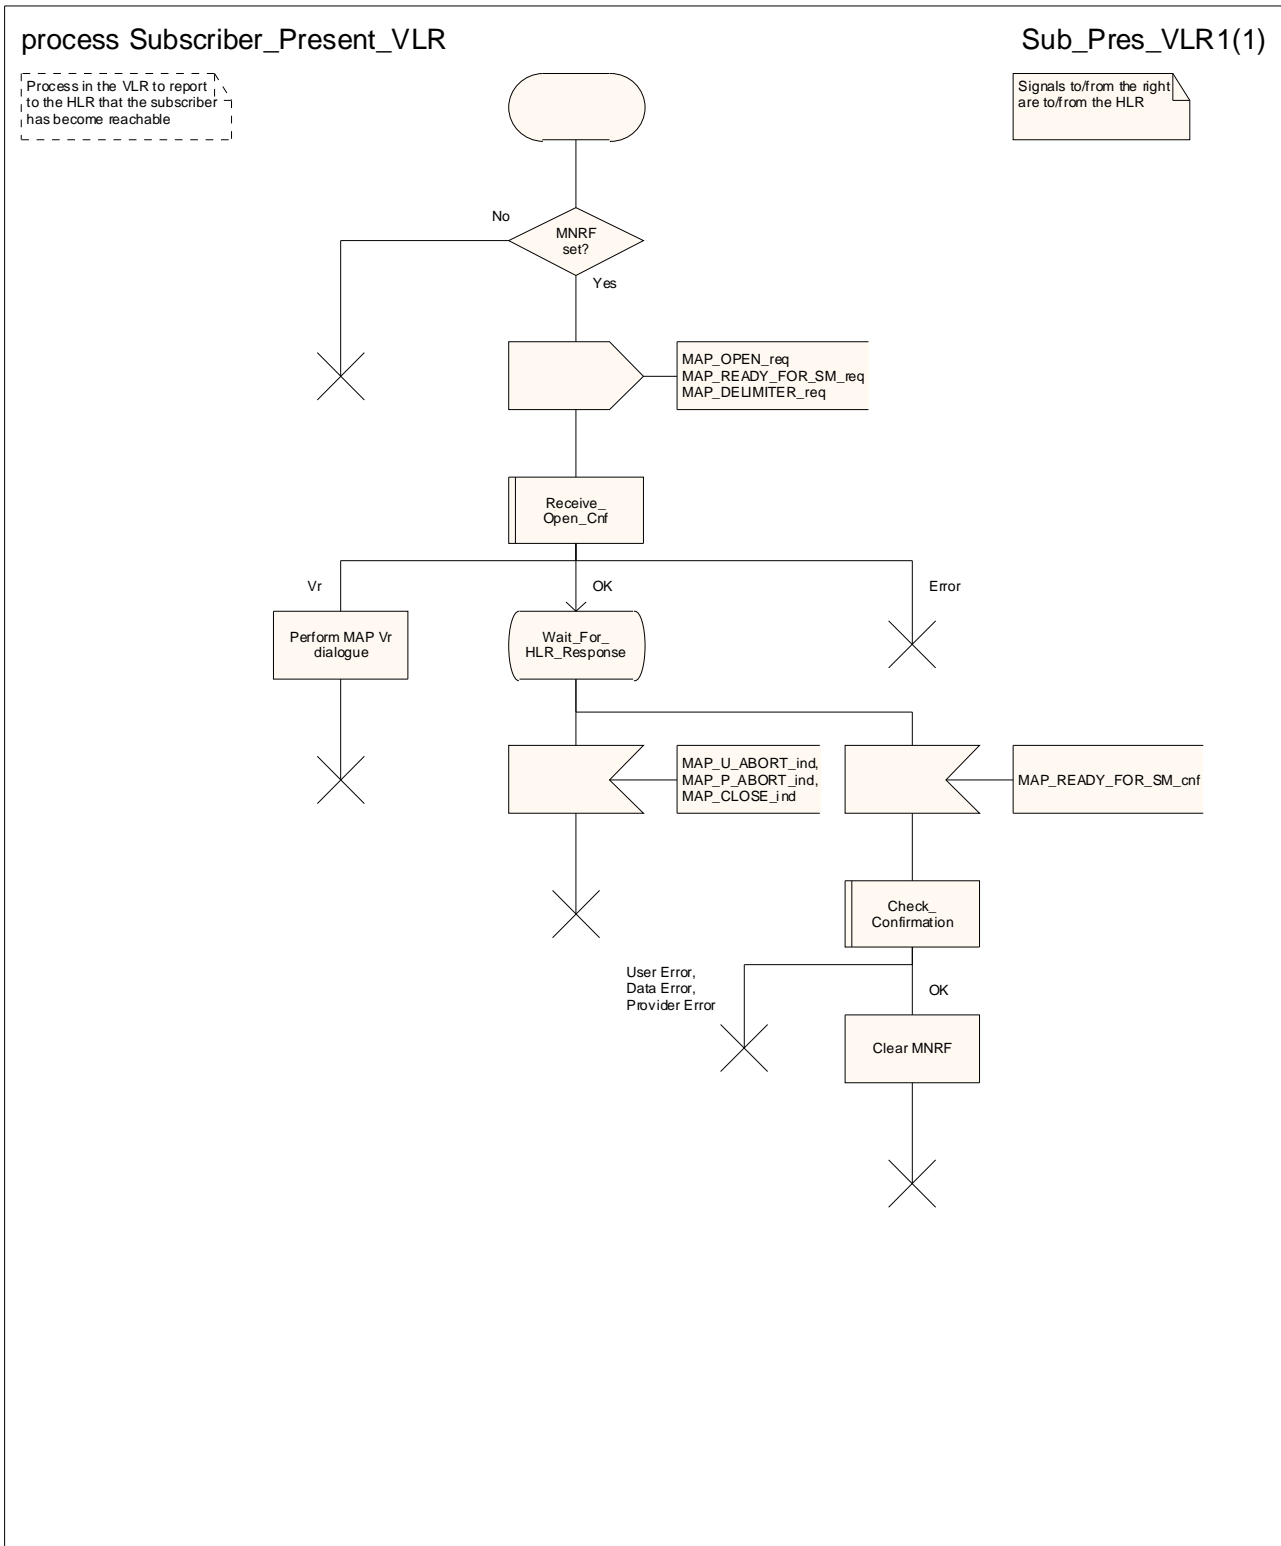 process Subscriber_Present_VLR
Sub_Pres_VLR1(1)
Process in the VLR to report
to the HLR that the subscriber
has become reachable
Signals to/from the right
are to/from the HLR
No
MNRF
set?
Yes
MAP_OPEN_req
MAP_READY_FOR_SM_req
MAP_DELIMITER_req
Receive_
Open_Cnf
Vr
OK
Error
Perform MAP Vr
dialogue
Wait_For_
HLR_Response
MAP_U_ABORT_ind,
MAP_P_ABORT_ind,
MAP_CLOSE_ind
MAP_READY_FOR_SM_cnf
Check_
Confirmation
User Error,
Data Error,
Provider Error
OK
Clear MNRF